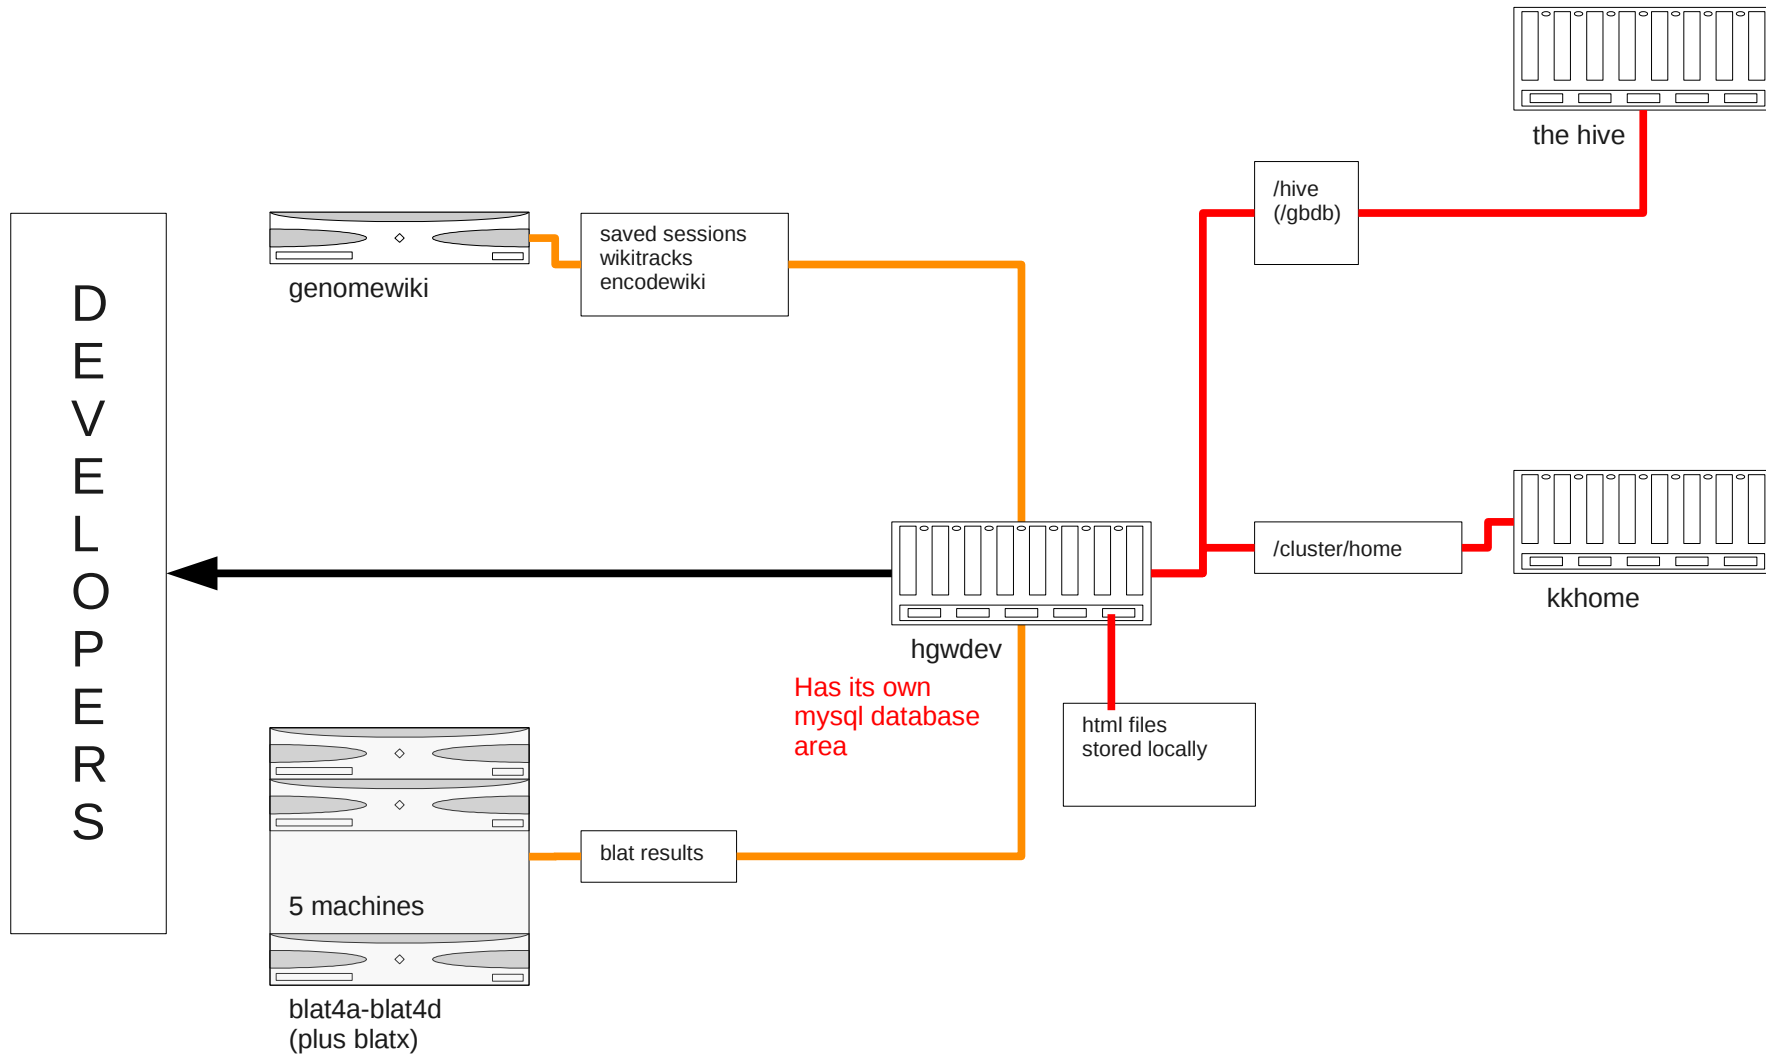 the hive
/hive
(/gbdb)
saved sessions
wikitracks
encodewiki
genomewiki
D
E
V
E
L
O
P
E
R
S
/cluster/home
kkhome
hgwdev
Has its own
mysql database
area
html files
stored locally
blat results
5 machines
blat4a-blat4d
(plus blatx)